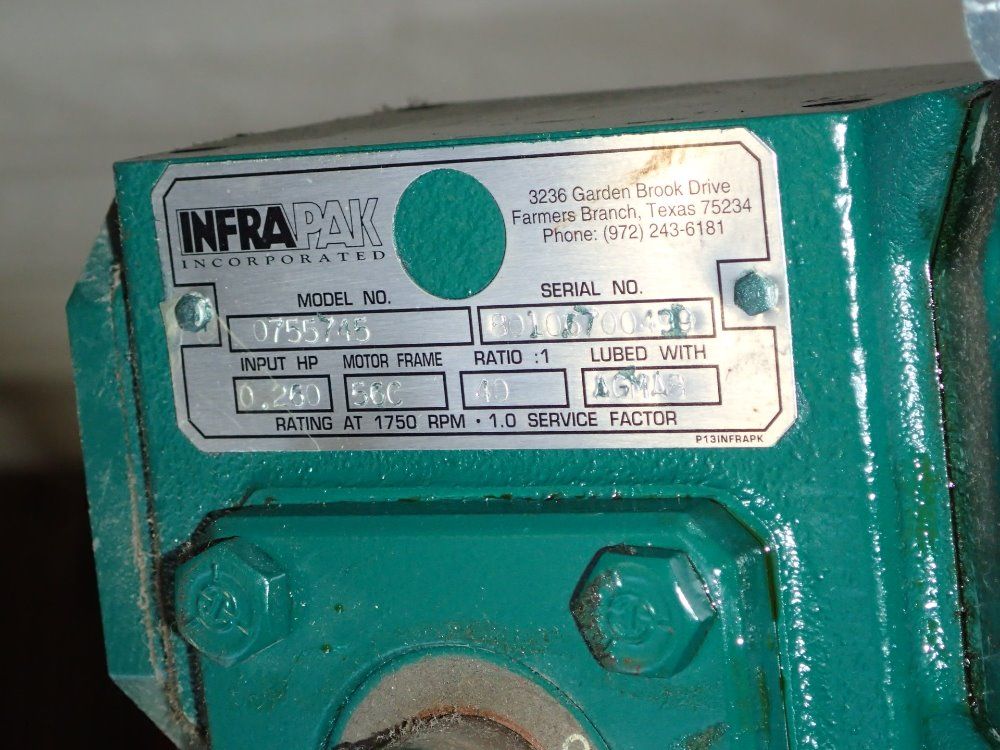 INFRAPAK
INCORPORATED
3236 Garden Brook Drive
Farmers Branch, Texas 75234
Phone: (972) 243-6181
MODEL NO. SERIAL NO.
0755745
INPUT HP MOTOR FRAME RATIO :1 LUBED WITH
0.260 56C 40 AGMA8
RATING AT 1750 RPM · 1.0 SERVICE FACTOR
P13INFRAPK